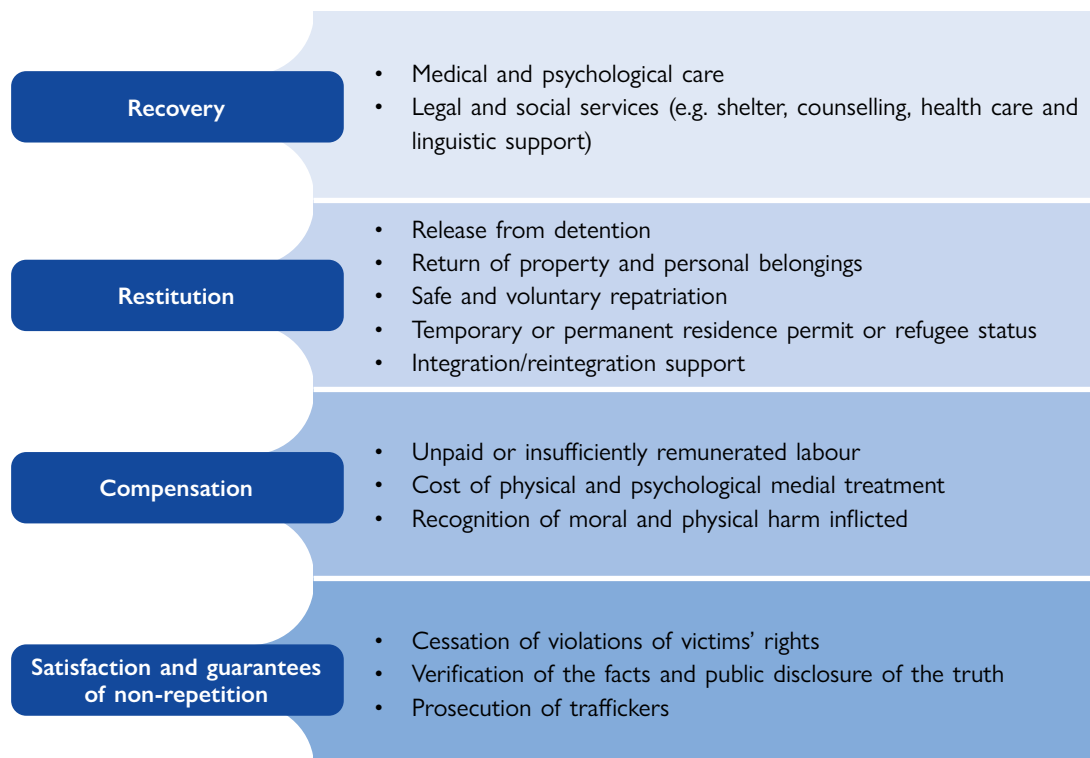 Recovery
• Medical and psychological care
• Legal and social services (e.g. shelter, counselling, health care and
linguistic support)
Restitution
• Release from detention
• Return of property and personal belongings
• Safe and voluntary repatriation
• Temporary or permanent residence permit or refugee status
• Integration/reintegration support
Compensation
• Unpaid or insufficiently remunerated labour
• Cost of physical and psychological medial treatment
• Recognition of moral and physical harm inflicted
Satisfaction and guarantees
of non-repetition
• Cessation of violations of victims’ rights
• Verification of the facts and public disclosure of the truth
• Prosecution of traffickers